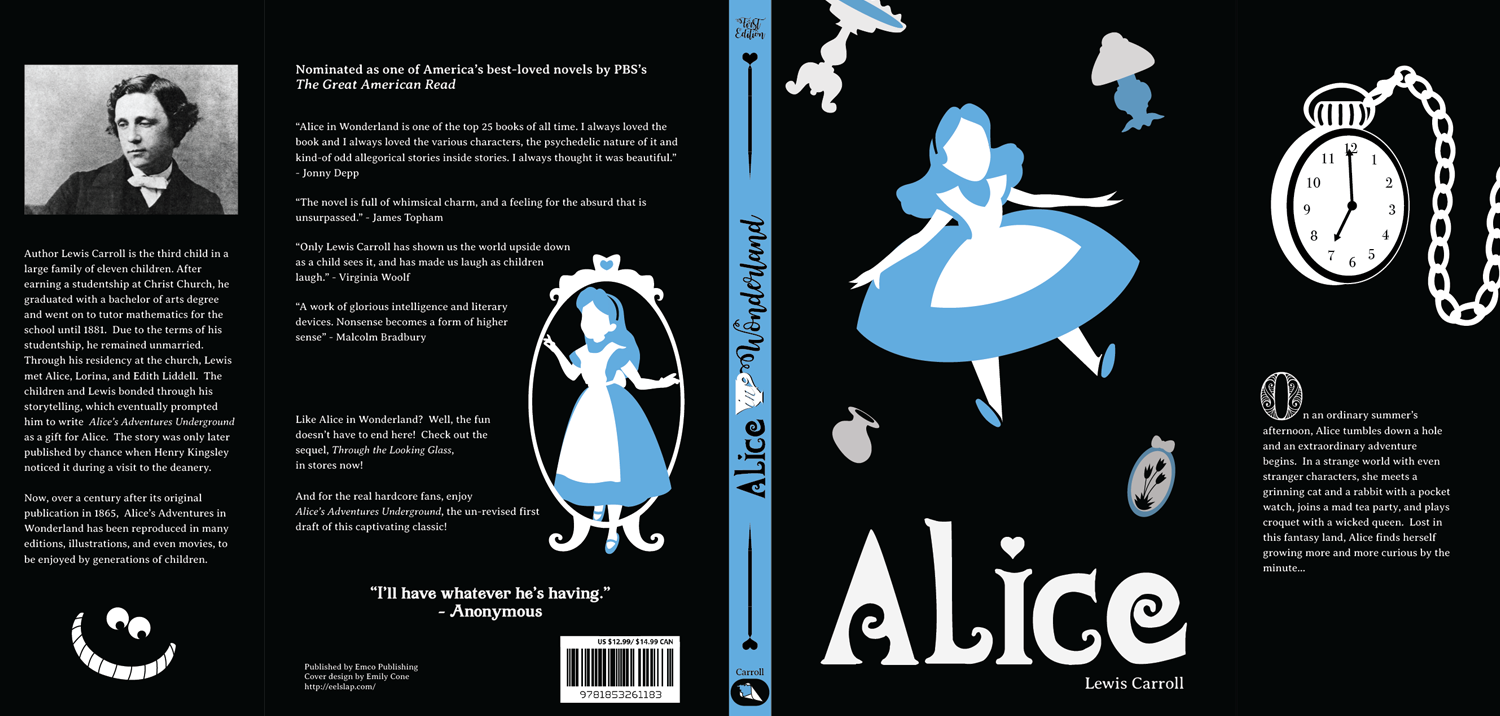 Author Lewis Carroll is the third child in a
large family of eleven children. After
earning a studentship at Christ Church, he
graduated with a bachelor of arts degree
and went on to tutor mathematics for the
school until 1881. Due to the terms of his
studentship, he remained unmarried.
Through his residency at the church, Lewis
met Alice, Lorina, and Edith Liddell. The
children and Lewis bonded through his
storytelling, which eventually prompted
him to write Alice's Adventures Underground
as a gift for Alice. The story was only later
published by chance when Henry Kingsley
noticed it during a visit to the deanery.
Now, over a century after its original
publication in 1865, Alice's Adventures in
Wonderland has been reproduced in many
editions, illustrations, and even movies, to
be enjoyed by generations of children.
Nominated as one of America's best-loved novels by PBS's
The Great American Read
“Alice in Wonderland is one of the top 25 books of all time. I always loved the
book and I always loved the various characters, the psychedelic nature of it and
kind-of odd allegorical stories inside stories. I always thought it was beautiful.”
- Jonny Depp
“The novel is full of whimsical charm, and a feeling for the absurd that is
unsurpassed.” - James Topham
“Only Lewis Carroll has shown us the world upside down
as a child sees it, and has made us laugh as children
laugh.” - Virginia Woolf
“A work of glorious intelligence and literary
devices. Nonsense becomes a form of higher
sense” - Malcolm Bradbury
Like Alice in Wonderland? Well, the fun
doesn't have to end here! Check out the
sequel, Through the Looking Glass,
in stores now!
And for the real hardcore fans, enjoy
Alice's Adventures Underground, the un-revised first
draft of this captivating classic!
“I'll have whatever he's having.”
- Anonymous
Published by Emco Publishing
Cover design by Emily Cone
http://eelslap.com/
US $12.99/ $14.99 CAN
9781853261183
Edition
Alice in Wonderland
Carroll
Alice
Lewis Carroll
12
11 1
10 2
9 3
8 4
7 6 5
On an ordinary summer's
afternoon, Alice tumbles down a hole
and an extraordinary adventure
begins. In a strange world with even
stranger characters, she meets a
grinning cat and a rabbit with a pocket
watch, joins a mad tea party, and plays
croquet with a wicked queen. Lost in
this fantasy land, Alice finds herself
growing more and more curious by the
minute...